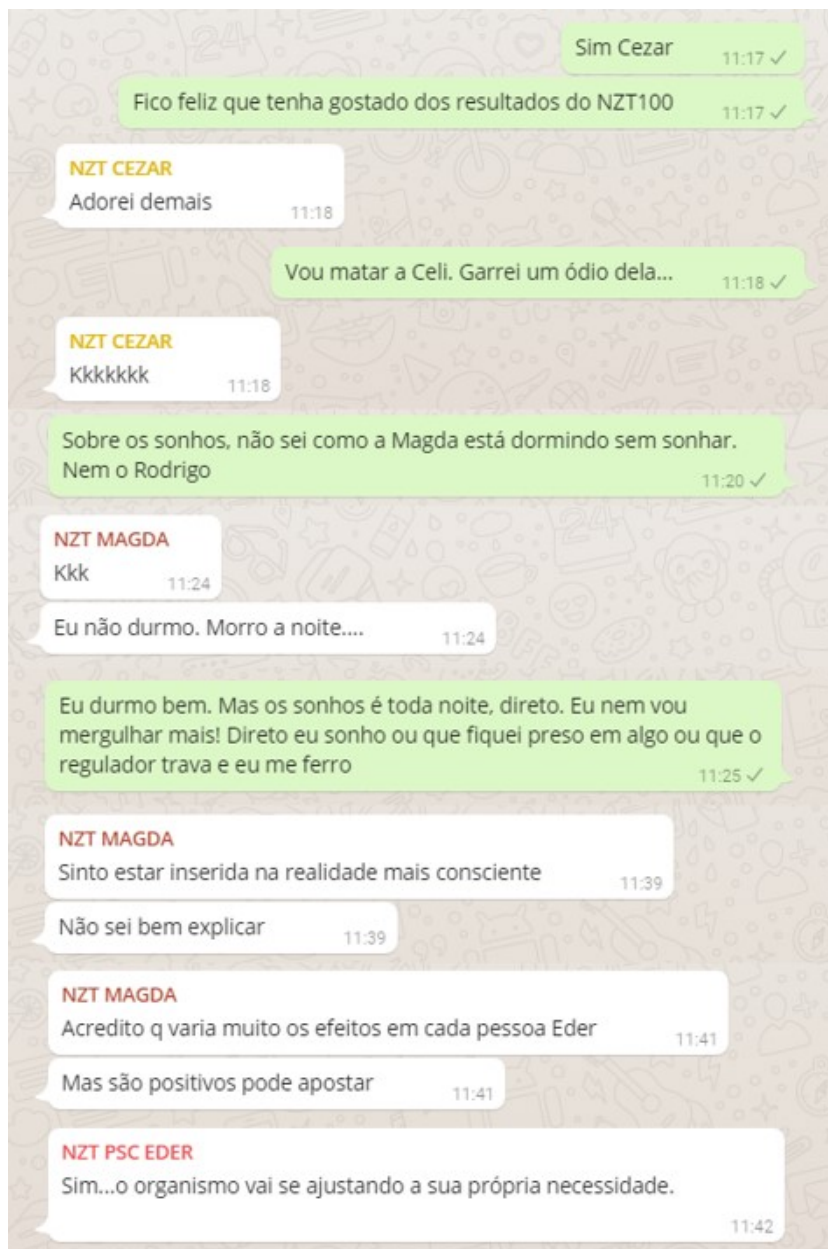 Sim Cezar 11:17
Fico feliz que tenha gostado dos resultados do NZT100 11:17
NZT CEZAR
Adorei demais 11:18
Vou matar a Celi. Garrei um ódio dela... 11:18
NZT CEZAR
Kkkkkkk 11:18
Sobre os sonhos, não sei como a Magda está dormindo sem sonhar.
Nem o Rodrigo 11:20
NZT MAGDA
Kkk 11:24
Eu não durmo. Morro a noite.... 11:24
Eu durmo bem. Mas os sonhos é toda noite, direto. Eu nem vou
mergulhar mais! Direto eu sonho ou que fiquei preso em algo ou que o
regulador trava e eu me ferro 11:25
NZT MAGDA
Sinto estar inserida na realidade mais consciente 11:39
Não sei bem explicar 11:39
NZT MAGDA
Acredito q varia muito os efeitos em cada pessoa Eder 11:41
Mas são positivos pode apostar 11:41
NZT PSC EDER
Sim...o organismo vai se ajustando a sua própria necessidade.
11:42